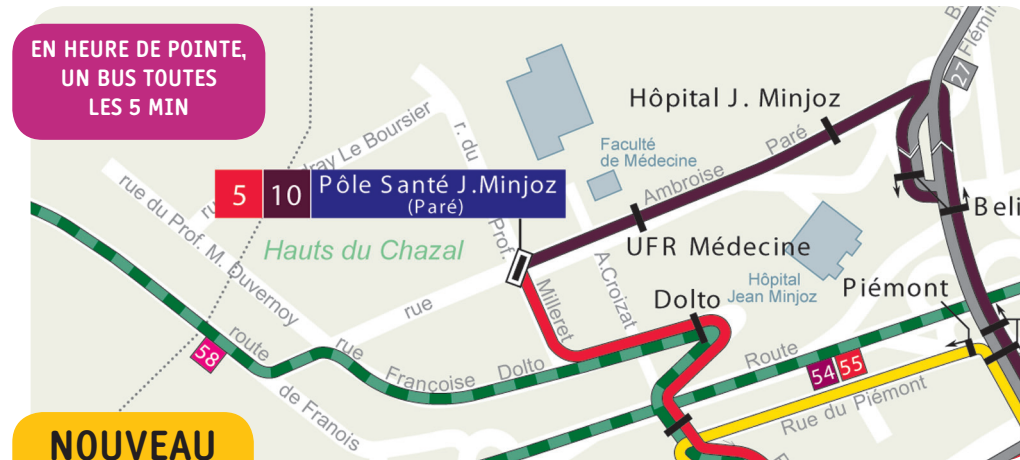 EN HEURE DE POINTE,
UN BUS TOUTES
LES 5 MIN
27
Hôpital J. Minjoz
Faculté
de Médecine
Ambroise Paré
5 10 Pôle Santé J.Minjoz
(Paré)
Le Boursier
r. du Prof. Milleret
rue du Prof. M. Duvernoy
Hauts du Chazal
UFR Médecine
A.Croizat
Hôpital
Jean Minjoz
Dolto
Piémont
rue
58
route
de Franois
rue Françoise Dolto
Route
54 55
Rue du Piémont
NOUVEAU